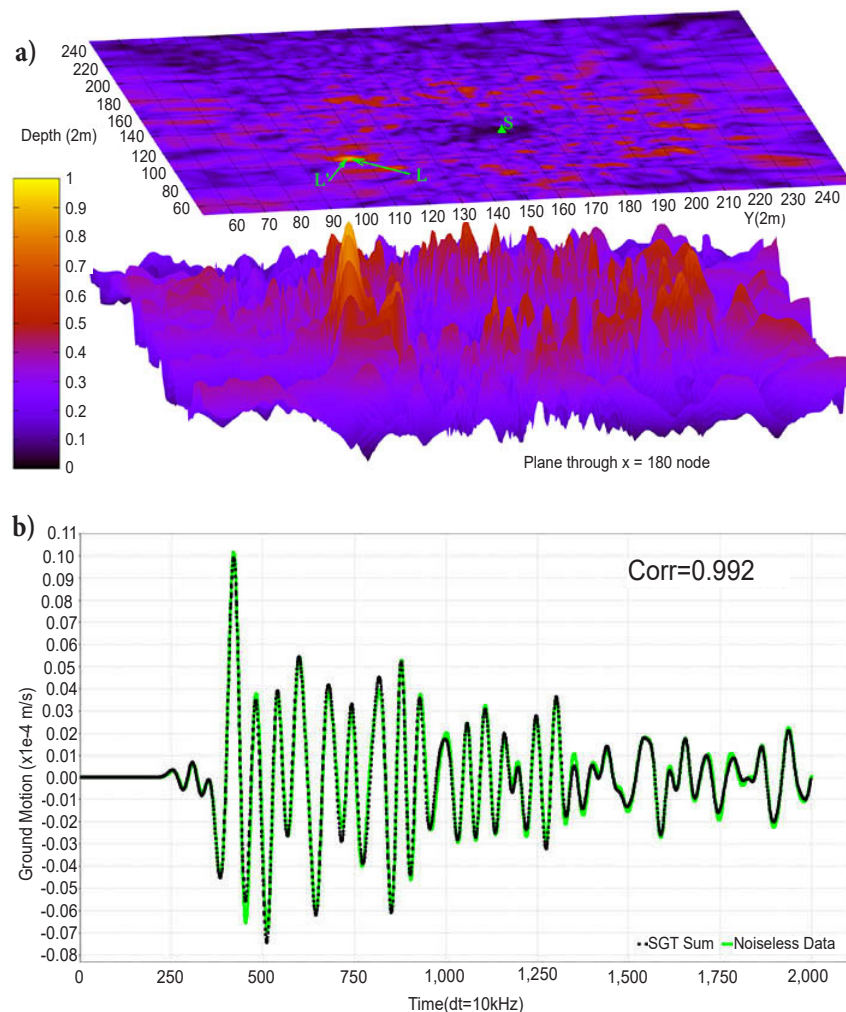 a)
240
220
200
180
160
140
120
100
80
60
Depth (2m)
S
L'
L
60 70 80 90 100 110 120 130 140 150 160 170 180 190 200 210 220 230 240
Y(2m)
1
0.9
0.8
0.7
0.6
0.5
0.4
0.3
0.2
0.1
0
Plane through x = 180 node
b)
Corr=0.992
0.11
0.10
0.09
0.08
0.07
0.06
0.05
0.04
0.03
0.02
0.01
0.00
-0.01
-0.02
-0.03
-0.04
-0.05
-0.06
-0.07
-0.08
Ground Motion (x1e-4 m/s)
SGT Sum Noiseless Data
0 250 500 750 1,000 1,250 1,500 1,750 2,000
Time(dt=10kHz)